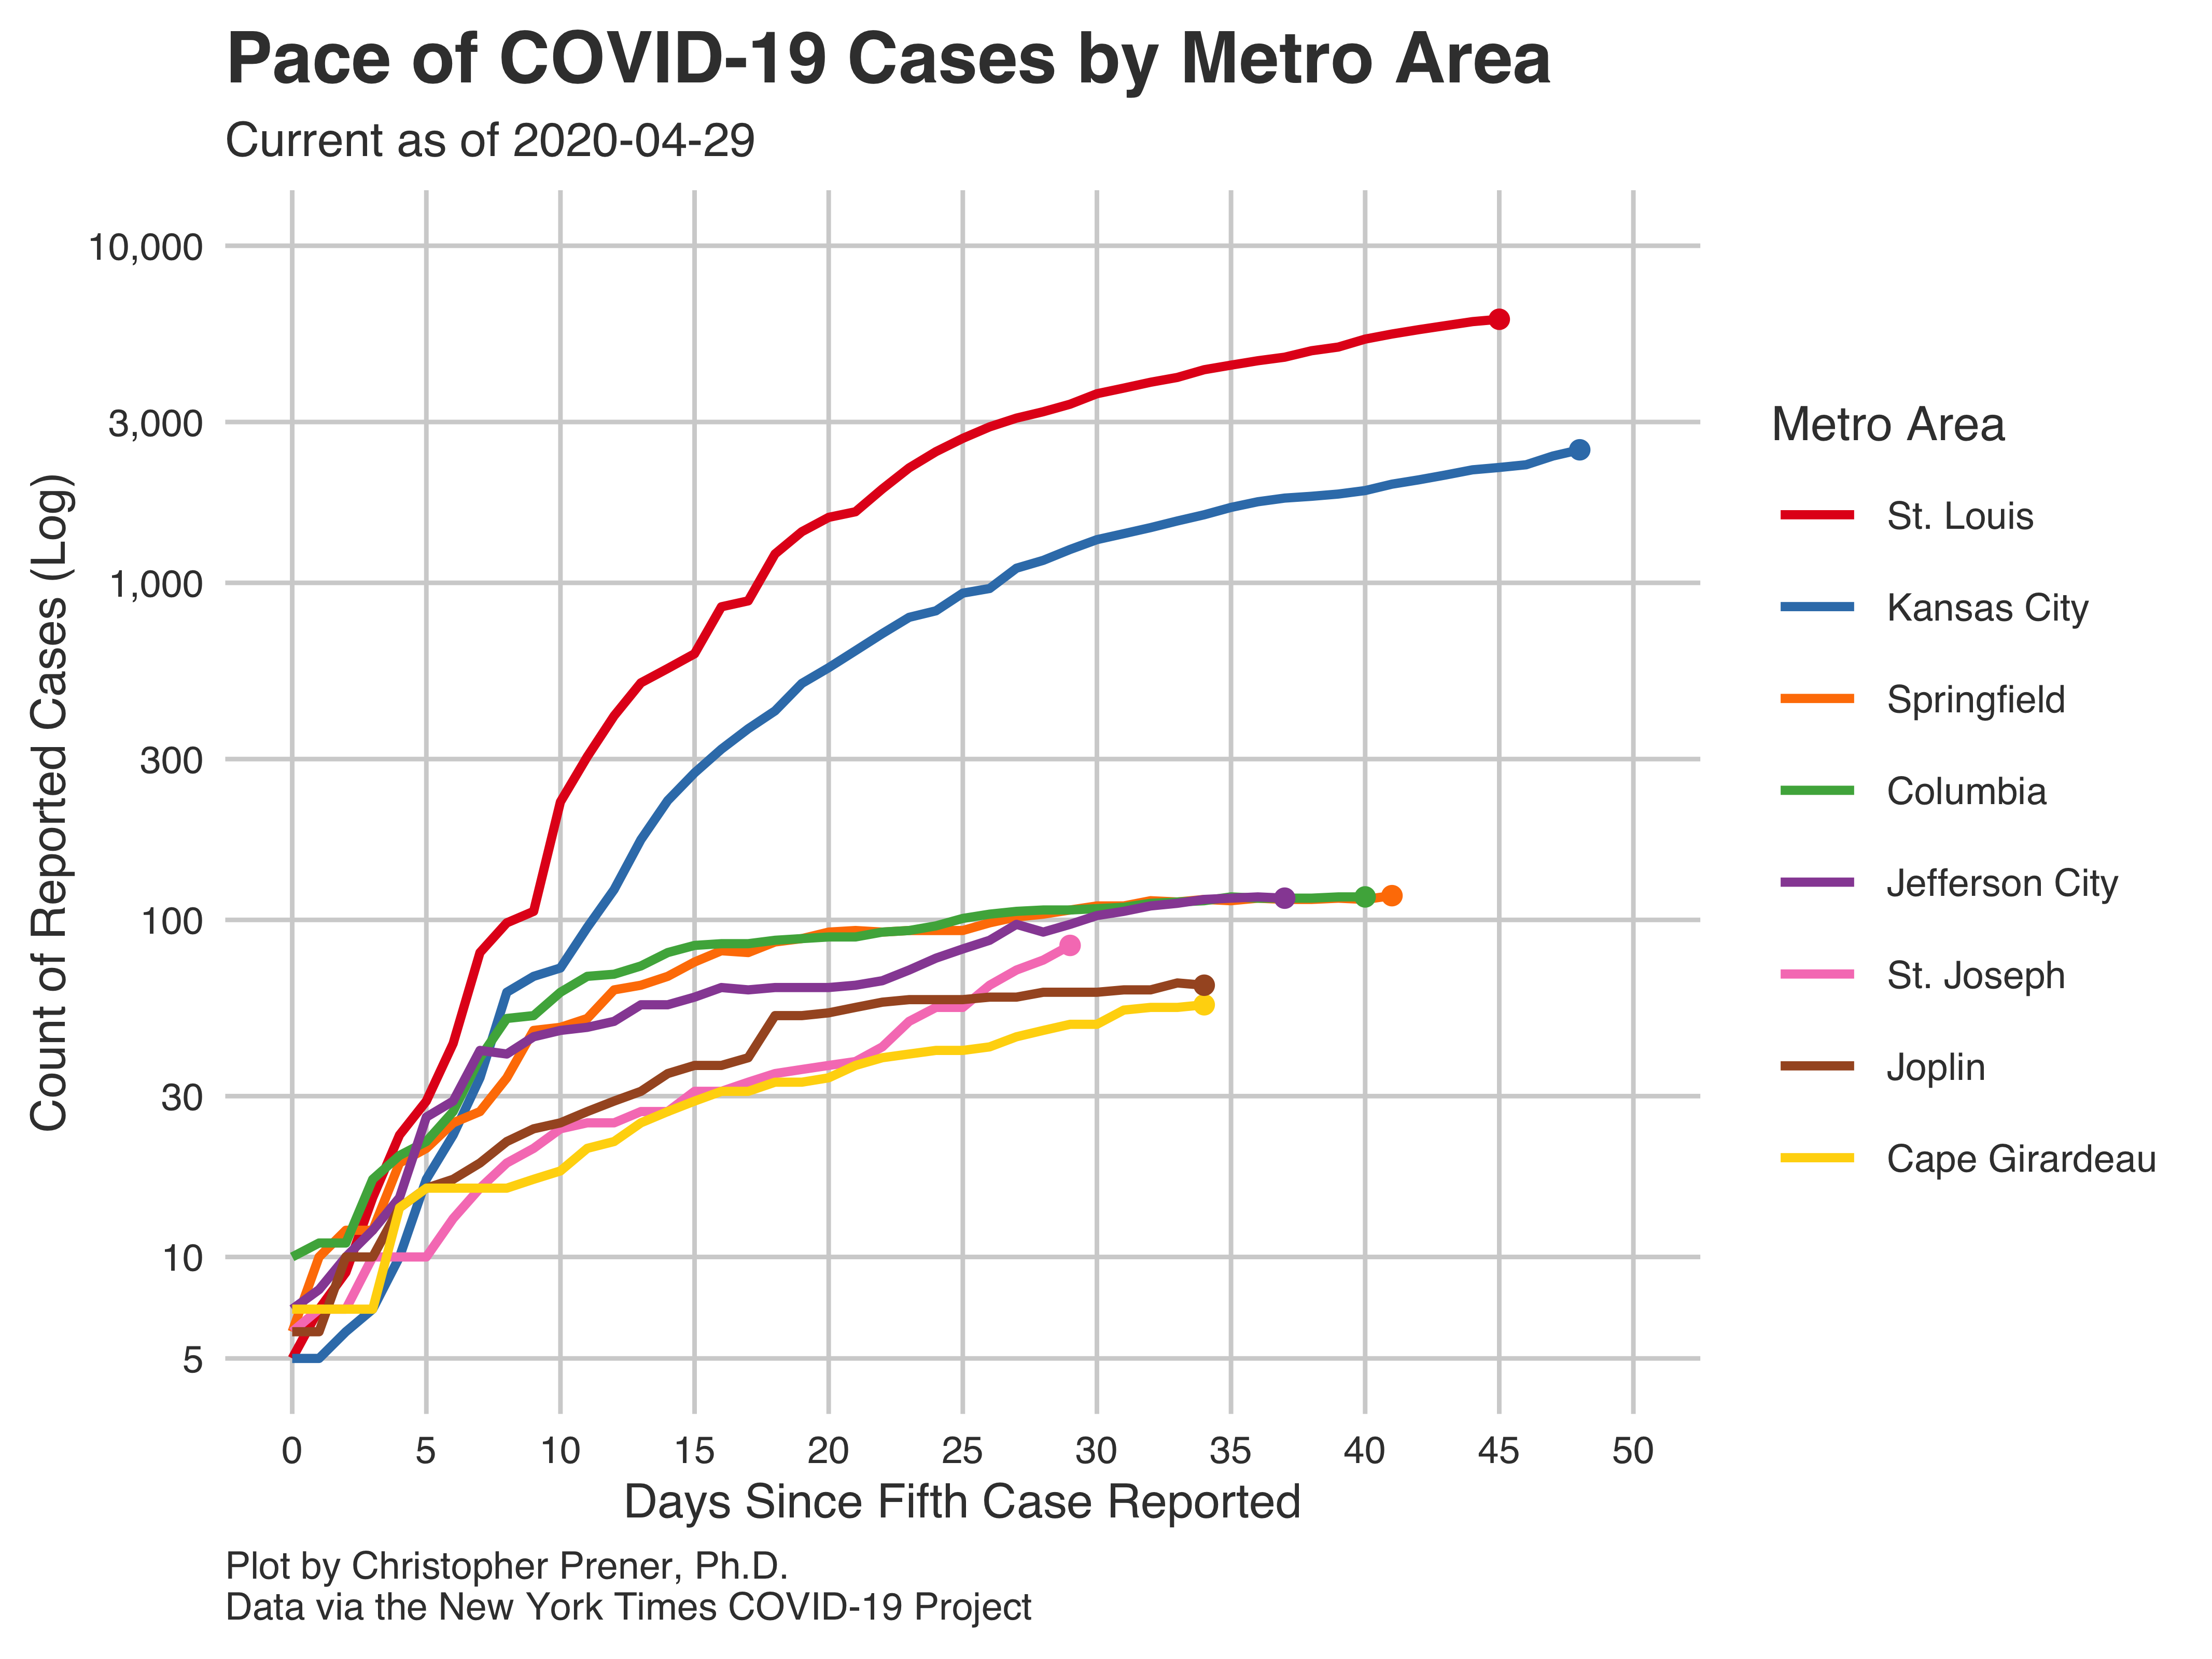 Pace of COVID-19 Cases by Metro Area
Current as of 2020-04-29
Count of Reported Cases (Log)
10,000
3,000
1,000
300
100
30
10
5
0 5 10 15 20 25 30 35 40 45 50
Days Since Fifth Case Reported
Metro Area
St. Louis
Kansas City
Springfield
Columbia
Jefferson City
St. Joseph
Joplin
Cape Girardeau
Plot by Christopher Prener, Ph.D.
Data via the New York Times COVID-19 Project